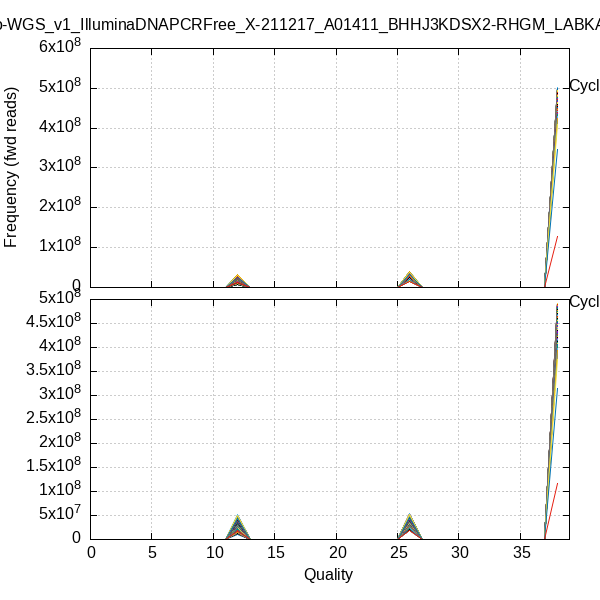 o-WGS_v1_IlluminaDNAPCRFree_X-211217_A01411_BHHJ3KDSX2-RHGM_LABKA
6x10^8
5x10^8
4x10^8
3x10^8
2x10^8
1x10^8
0
Frequency (fwd reads)
Cycl
5x10^8
4.5x10^8
4x10^8
3.5x10^8
3x10^8
2.5x10^8
2x10^8
1.5x10^8
1x10^8
5x10^7
0
Cycl
0 5 10 15 20 25 30 35
Quality